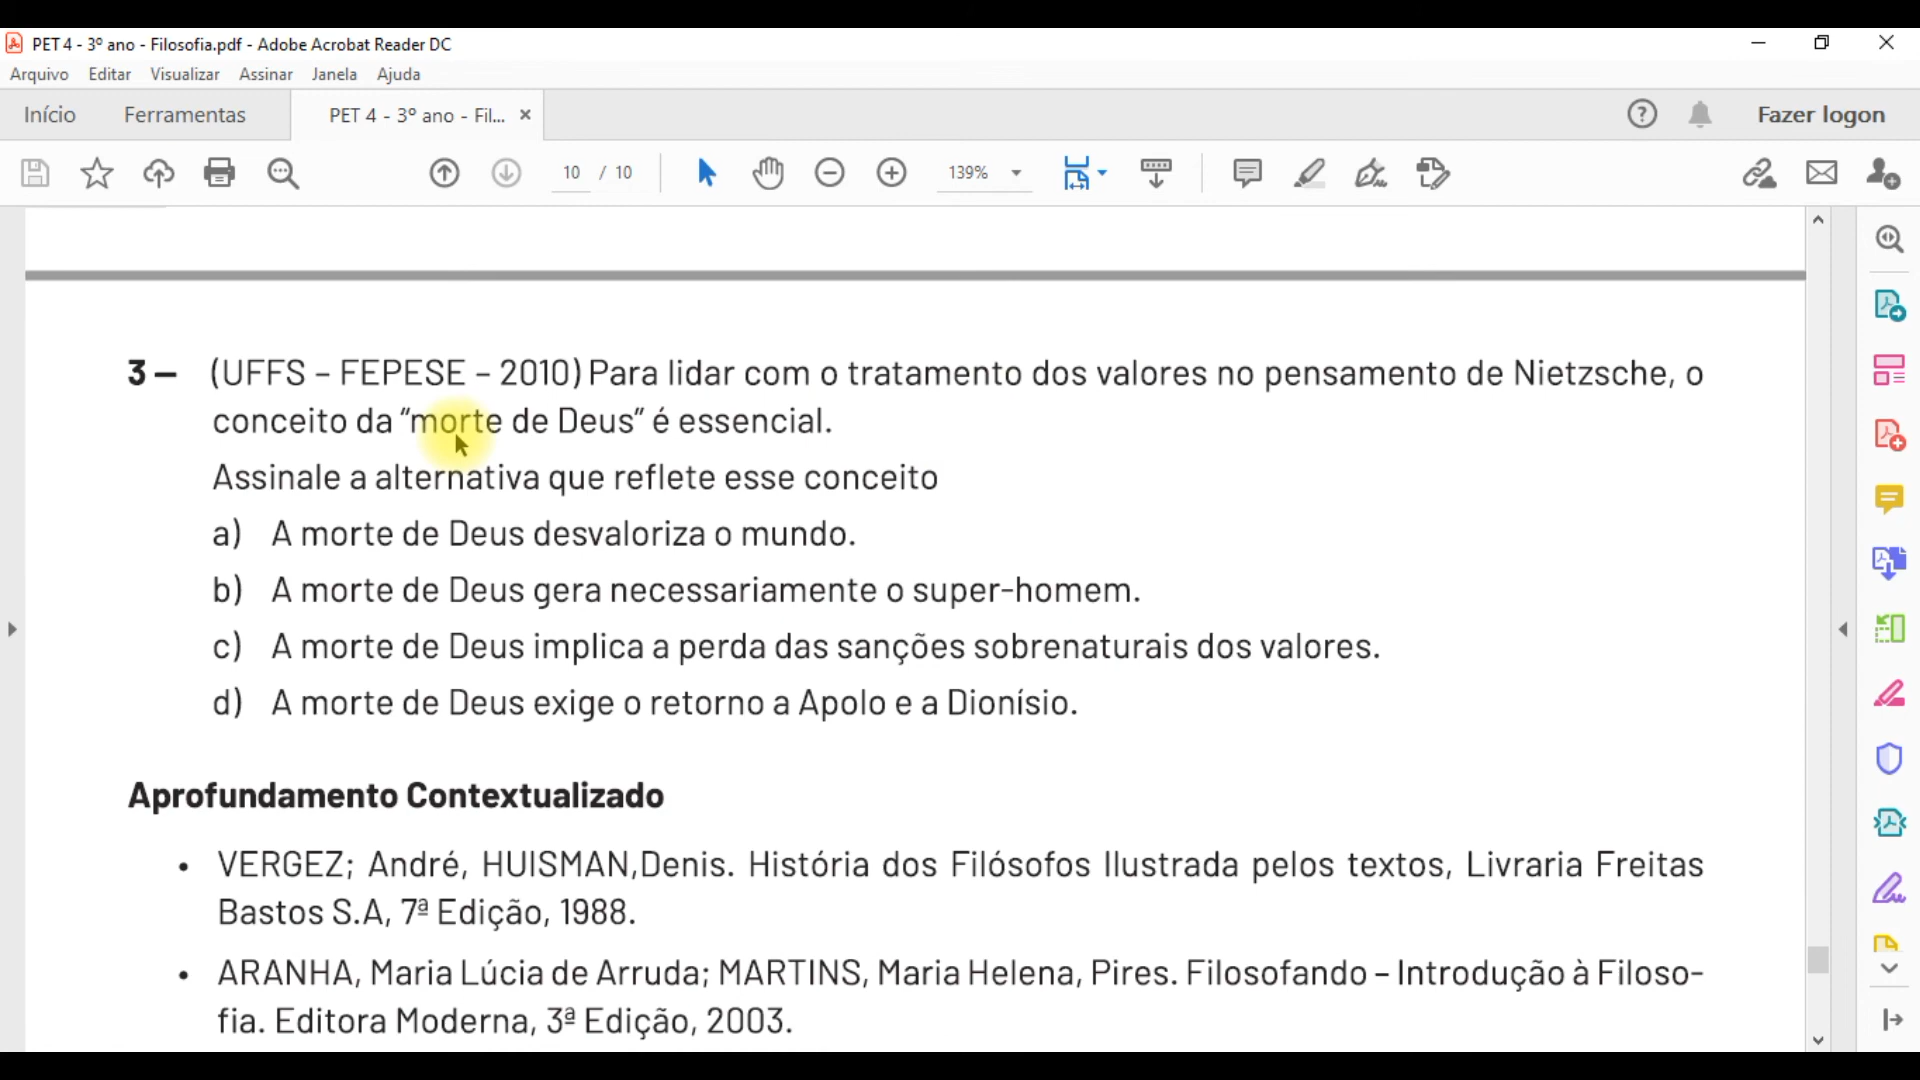 PET 4 - 3º ano - Filosofia.pdf - Adobe Acrobat Reader DC
Arquivo Editar Visualizar Assinar Janela Ajuda
Início Ferramentas PET 4 - 3º ano - Fil... Fazer logon
10 / 10 139%
3 – (UFFS – FEPESE – 2010) Para lidar com o tratamento dos valores no pensamento de Nietzsche, o
conceito da “morte de Deus” é essencial.
Assinale a alternativa que reflete esse conceito
a) A morte de Deus desvaloriza o mundo.
b) A morte de Deus gera necessariamente o super-homem.
c) A morte de Deus implica a perda das sanções sobrenaturais dos valores.
d) A morte de Deus exige o retorno a Apolo e a Dionísio.
Aprofundamento Contextualizado
• VERGEZ; André, HUISMAN,Denis. História dos Filósofos Ilustrada pelos textos, Livraria Freitas
Bastos S.A, 7ª Edição, 1988.
• ARANHA, Maria Lúcia de Arruda; MARTINS, Maria Helena, Pires. Filosofando – Introdução à Filoso-
fia. Editora Moderna, 3ª Edição, 2003.